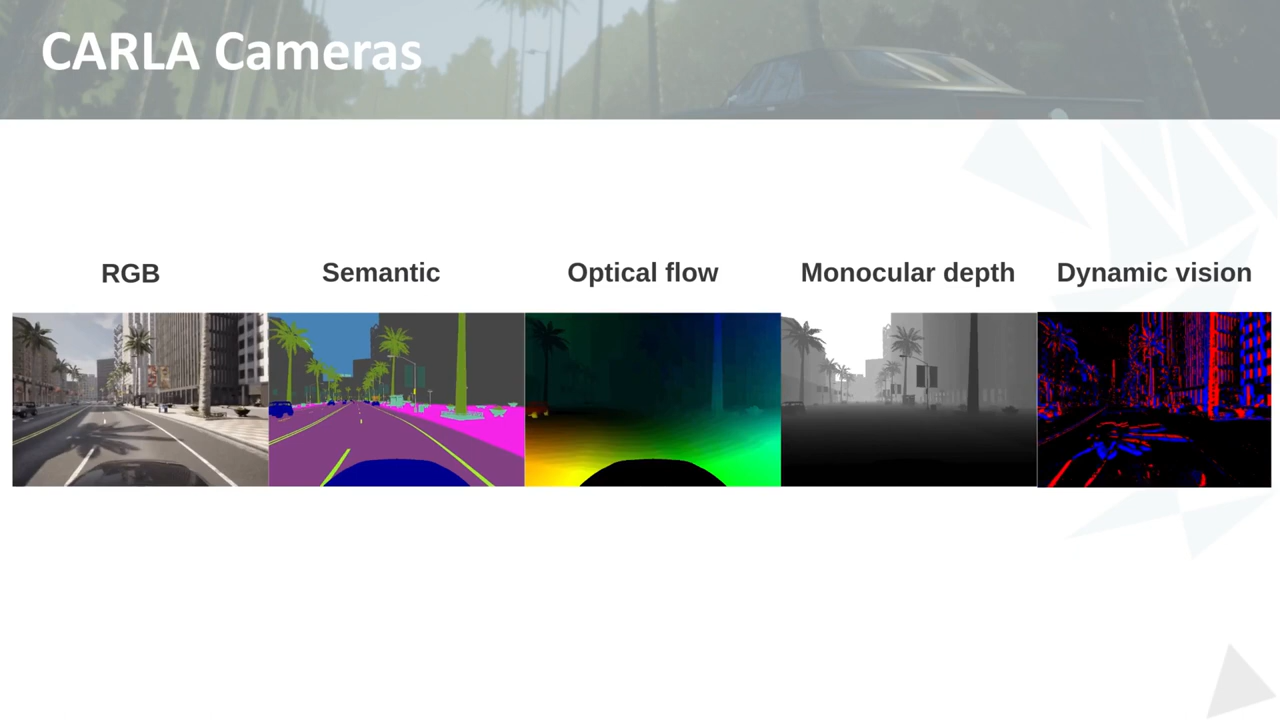 CARLA Cameras
RGB
Semantic
Optical flow
Monocular depth
Dynamic vision